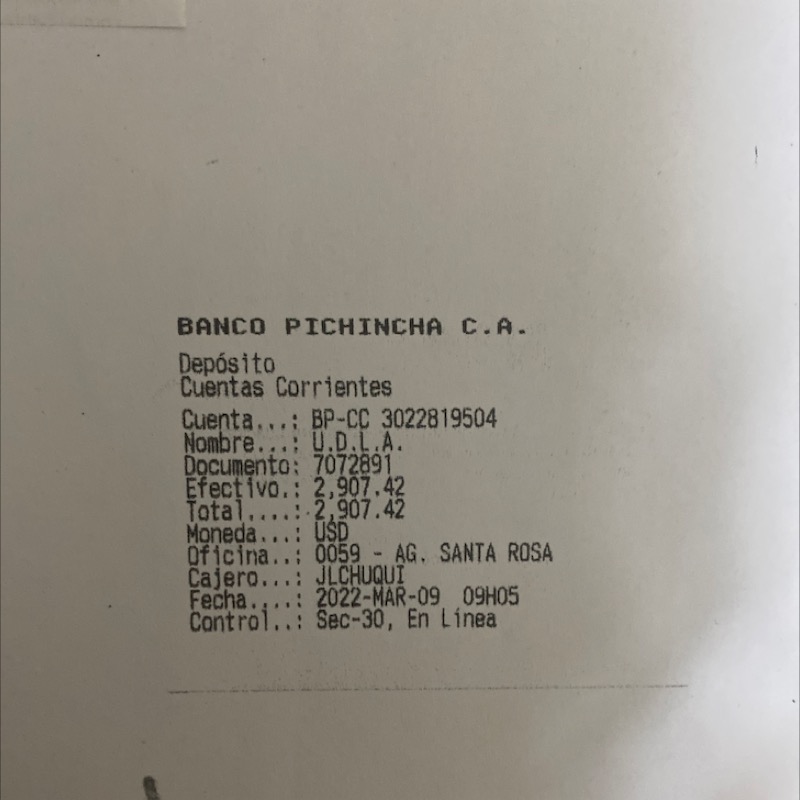 BANCO PICHINCHA C.A.
Depósito
Cuentas Corrientes
Cuenta...: BP-CC 3022819504
Nombre...: U.D.L.A.
Documento: 7072891
Efectivo.: 2,907.42
Total....: 2,907.42
Moneda...: USD
Oficina..: 0059 - AG. SANTA ROSA
Cajero...: JLCHUQUI
Fecha....: 2022-MAR-09 09H05
Control..: Sec-30, En Línea